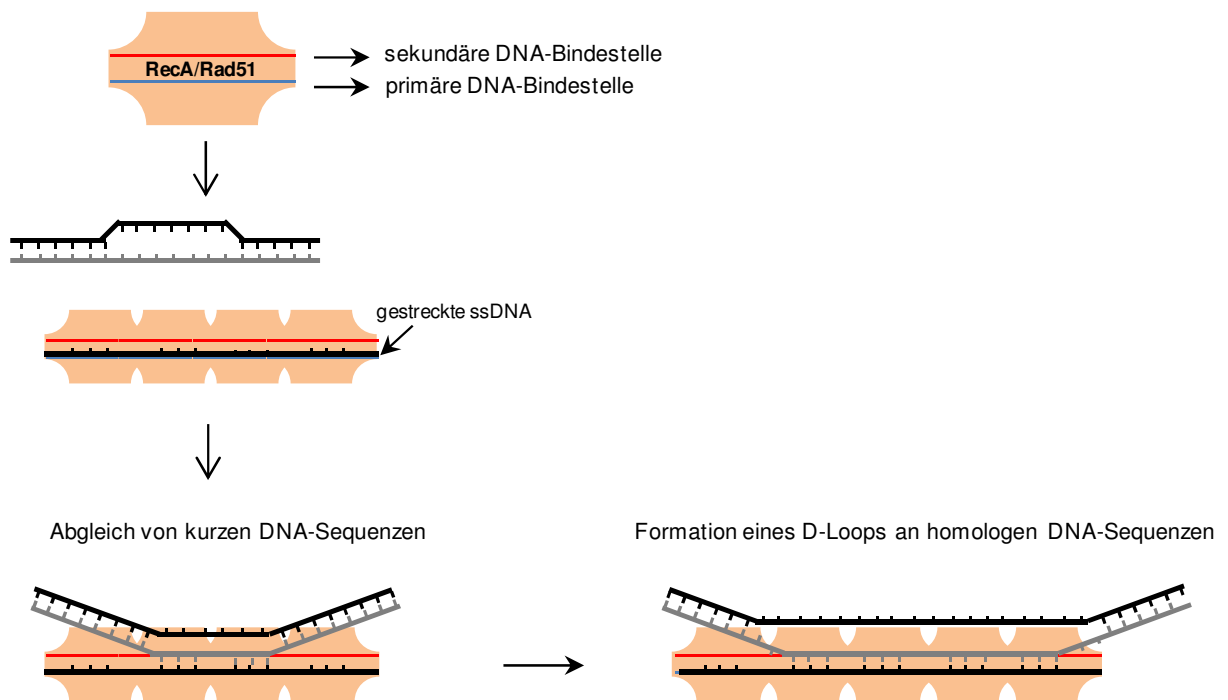 sekundäre DNA-Bindestelle
RecA/Rad51
primäre DNA-Bindestelle
gestreckte ssDNA
Abgleich von kurzen DNA-Sequenzen
Formation eines D-Loops an homologen DNA-Sequenzen